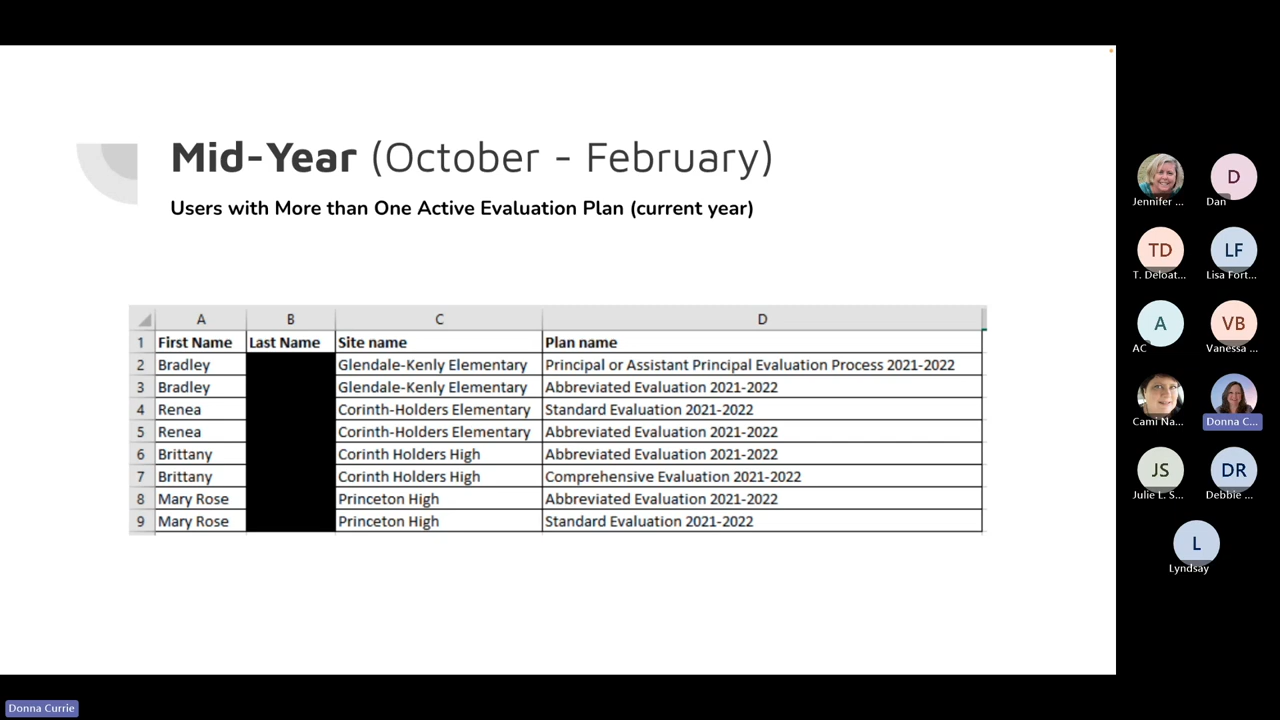 Mid-Year (October - February)
Users with More than One Active Evaluation Plan (current year)
A B C D
1 First Name Last Name Site name Plan name
2 Bradley Glendale-Kenly Elementary Principal or Assistant Principal Evaluation Process 2021-2022
3 Bradley Glendale-Kenly Elementary Abbreviated Evaluation 2021-2022
4 Renea Corinth-Holders Elementary Standard Evaluation 2021-2022
5 Renea Corinth-Holders Elementary Abbreviated Evaluation 2021-2022
6 Brittany Corinth Holders High Abbreviated Evaluation 2021-2022
7 Brittany Corinth Holders High Comprehensive Evaluation 2021-2022
8 Mary Rose Princeton High Abbreviated Evaluation 2021-2022
9 Mary Rose Princeton High Standard Evaluation 2021-2022
D
Jennifer ... Dan
TD LF
T. Deloat... Lisa Fort...
A VB
AC Vanessa ...
Cami Na... Donna C...
JS DR
Julie L. S... Debbie ...
L
Lyndsay
Donna Currie